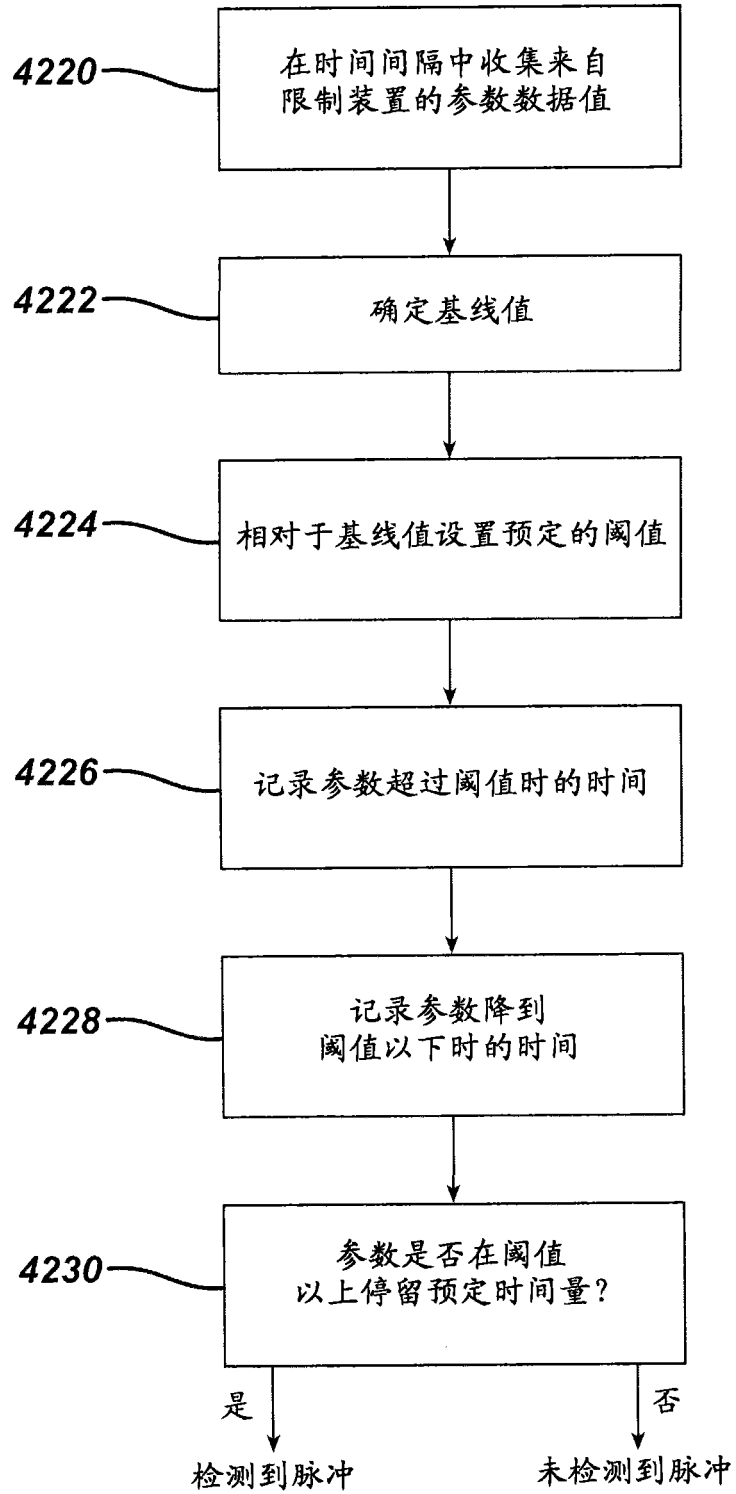 4220
在时间间隔中收集来自
限制装置的参数数据值
4222
确定基线值
4224
相对于基线值设置预定的阈值
4226
记录参数超过阈值时的时间
4228
记录参数降到
阈值以下时的时间
4230
参数是否在阈值
以上停留预定时间量？
是
否
检测到脉冲
未检测到脉冲